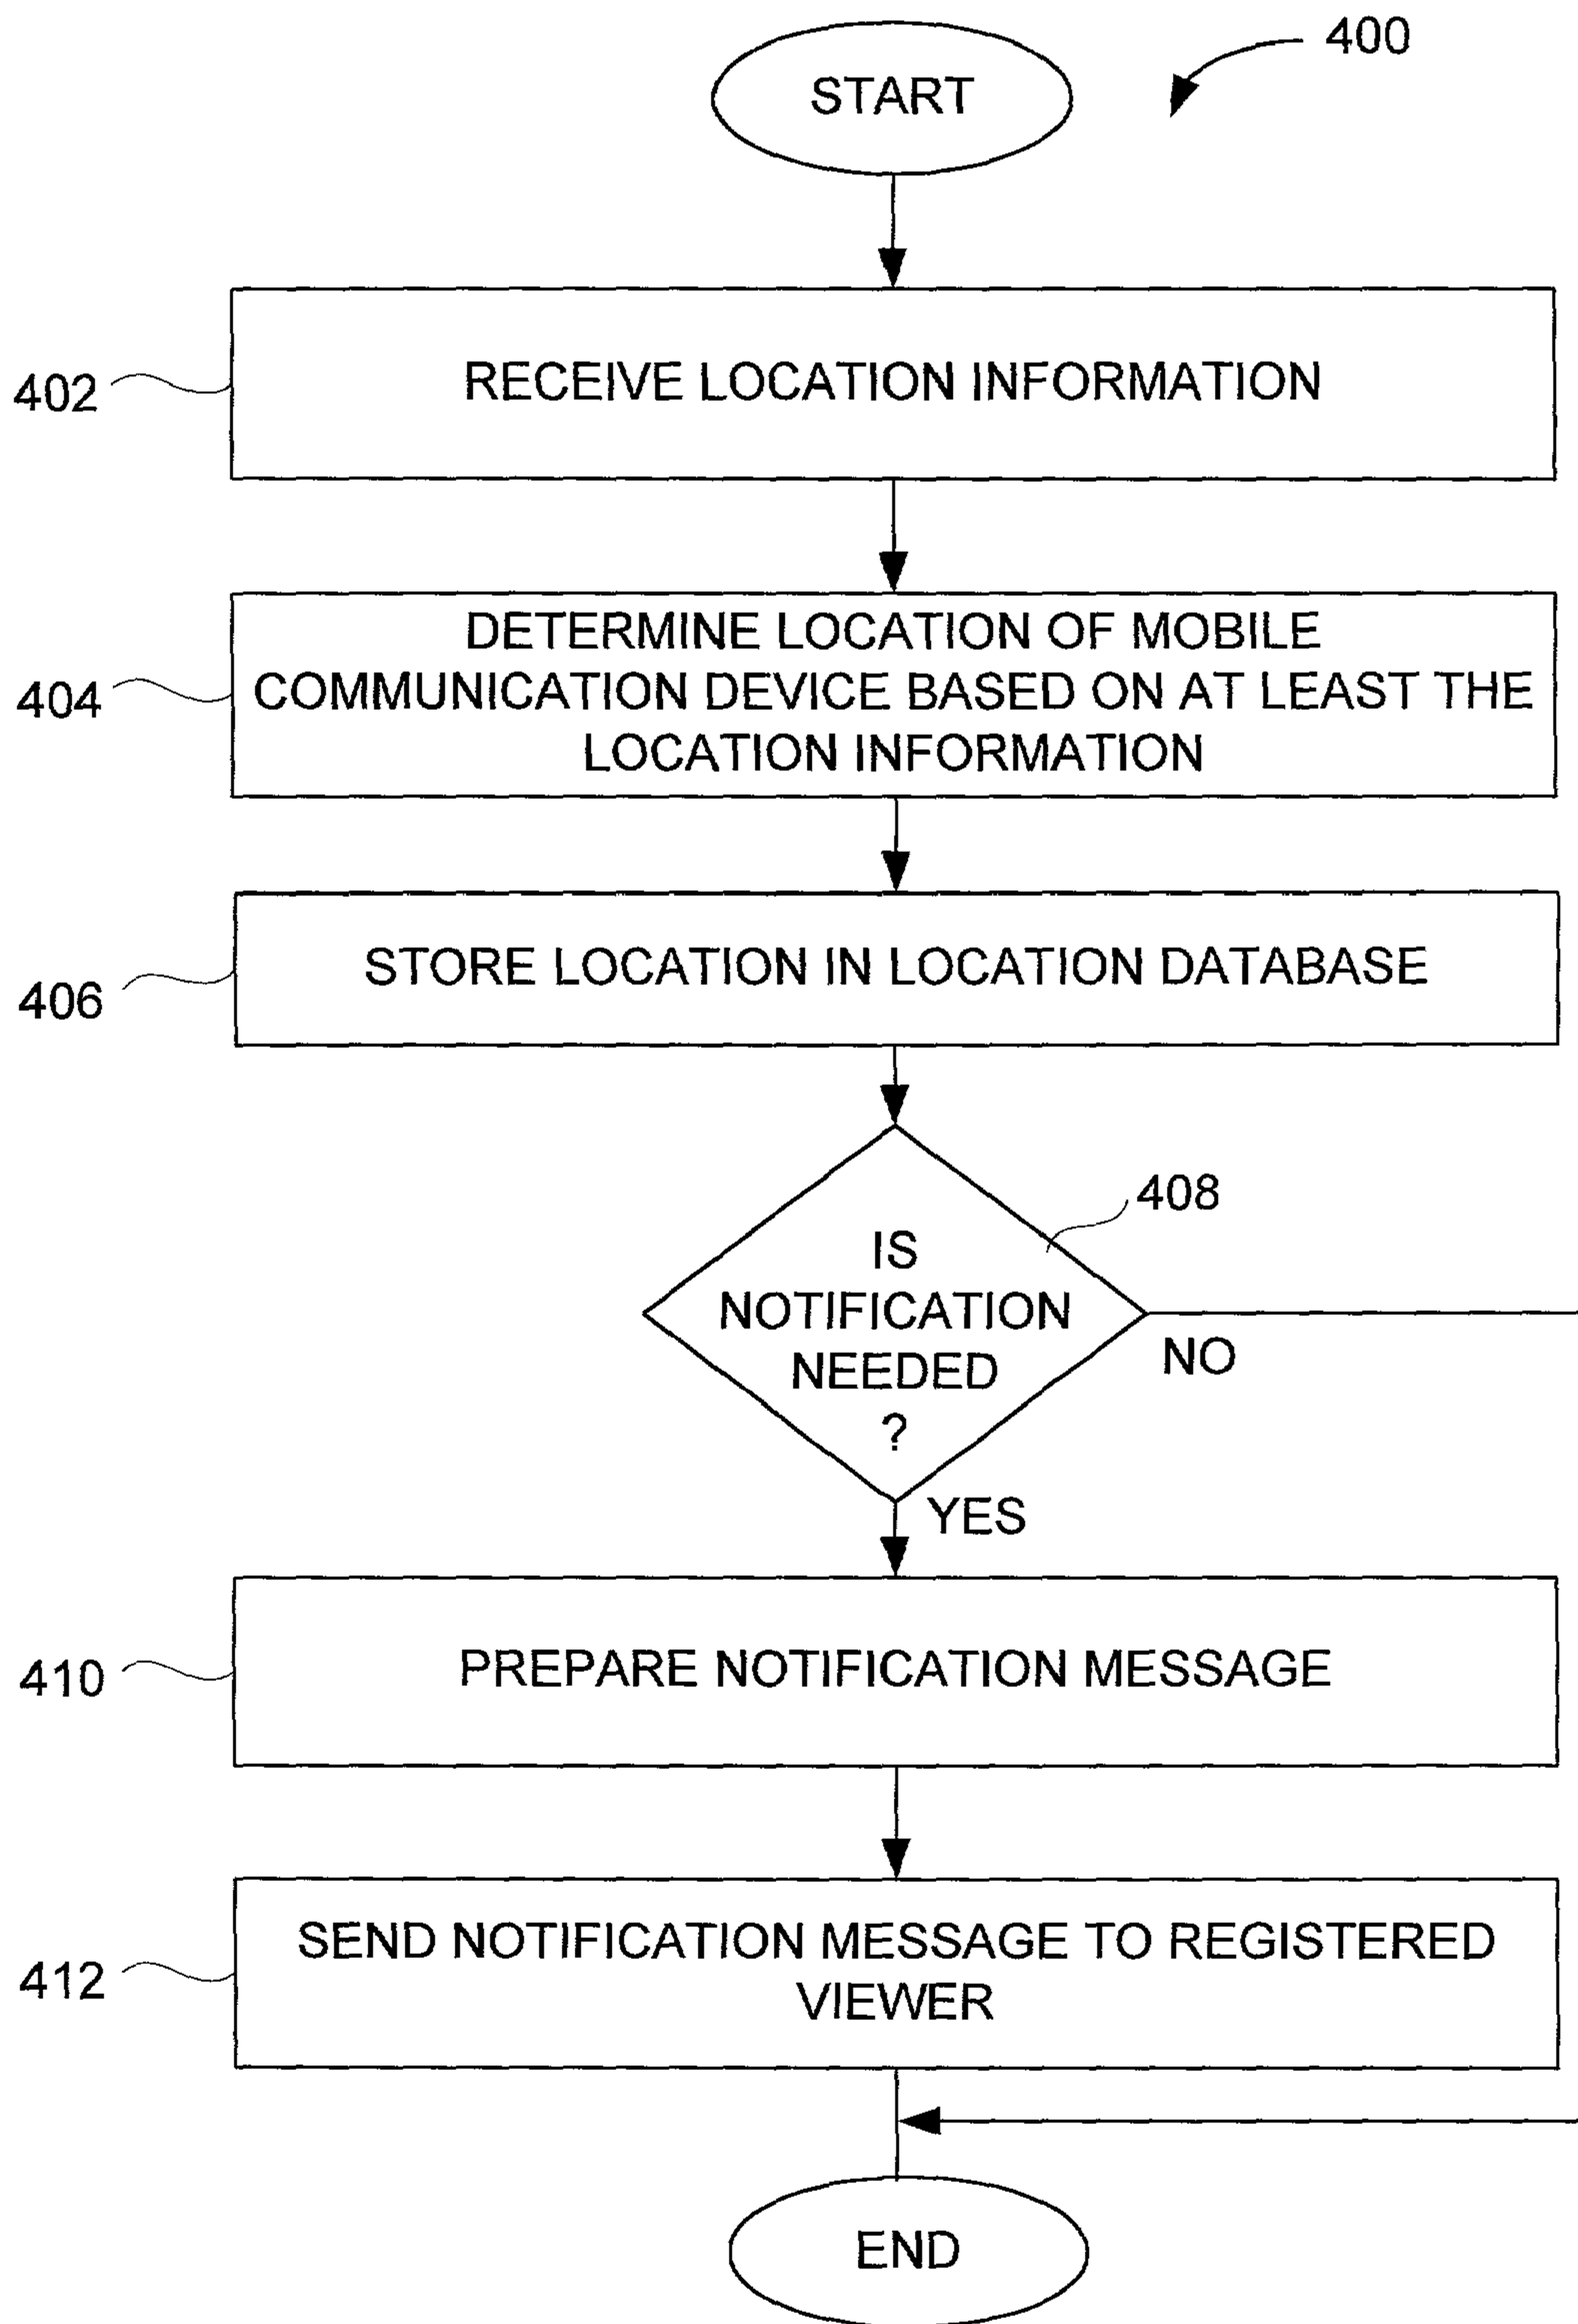 400
START
402
RECEIVE LOCATION INFORMATION
404
DETERMINE LOCATION OF MOBILE
COMMUNICATION DEVICE BASED ON AT LEAST THE
LOCATION INFORMATION
406
STORE LOCATION IN LOCATION DATABASE
408
IS
NOTIFICATION
NEEDED
?
NO
YES
410
PREPARE NOTIFICATION MESSAGE
412
SEND NOTIFICATION MESSAGE TO REGISTERED
VIEWER
END